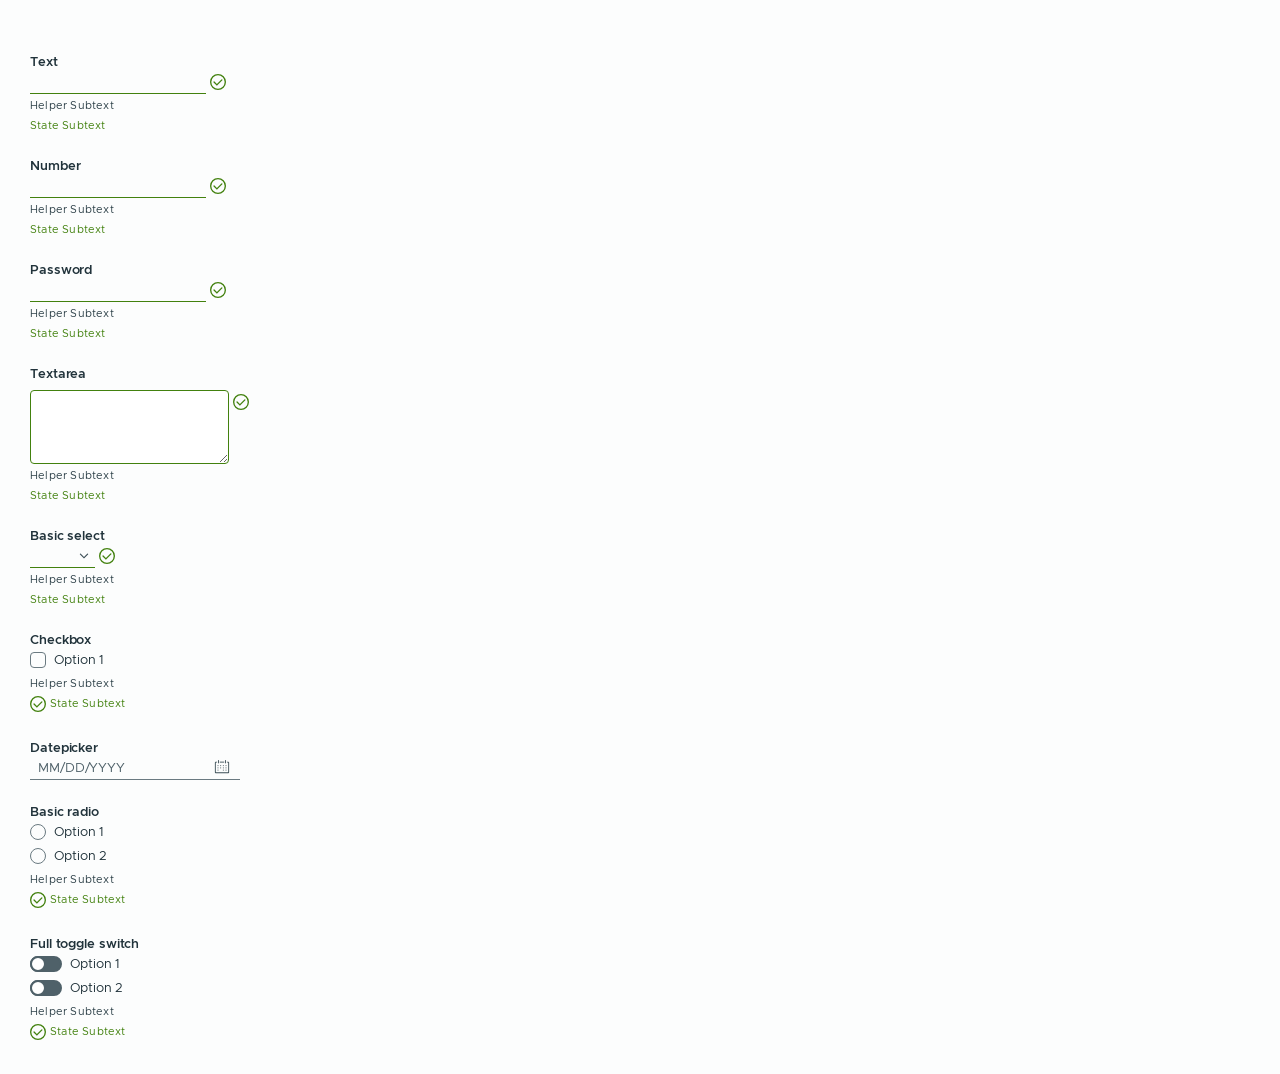 Text
Helper Subtext
State Subtext
Number
Helper Subtext
State Subtext
Password
Helper Subtext
State Subtext
Textarea
Helper Subtext
State Subtext
Basic select
Helper Subtext
State Subtext
Checkbox
Option 1
Helper Subtext
State Subtext
Datepicker
MM/DD/YYYY
Basic radio
Option 1
Option 2
Helper Subtext
State Subtext
Full toggle switch
Option 1
Option 2
Helper Subtext
State Subtext